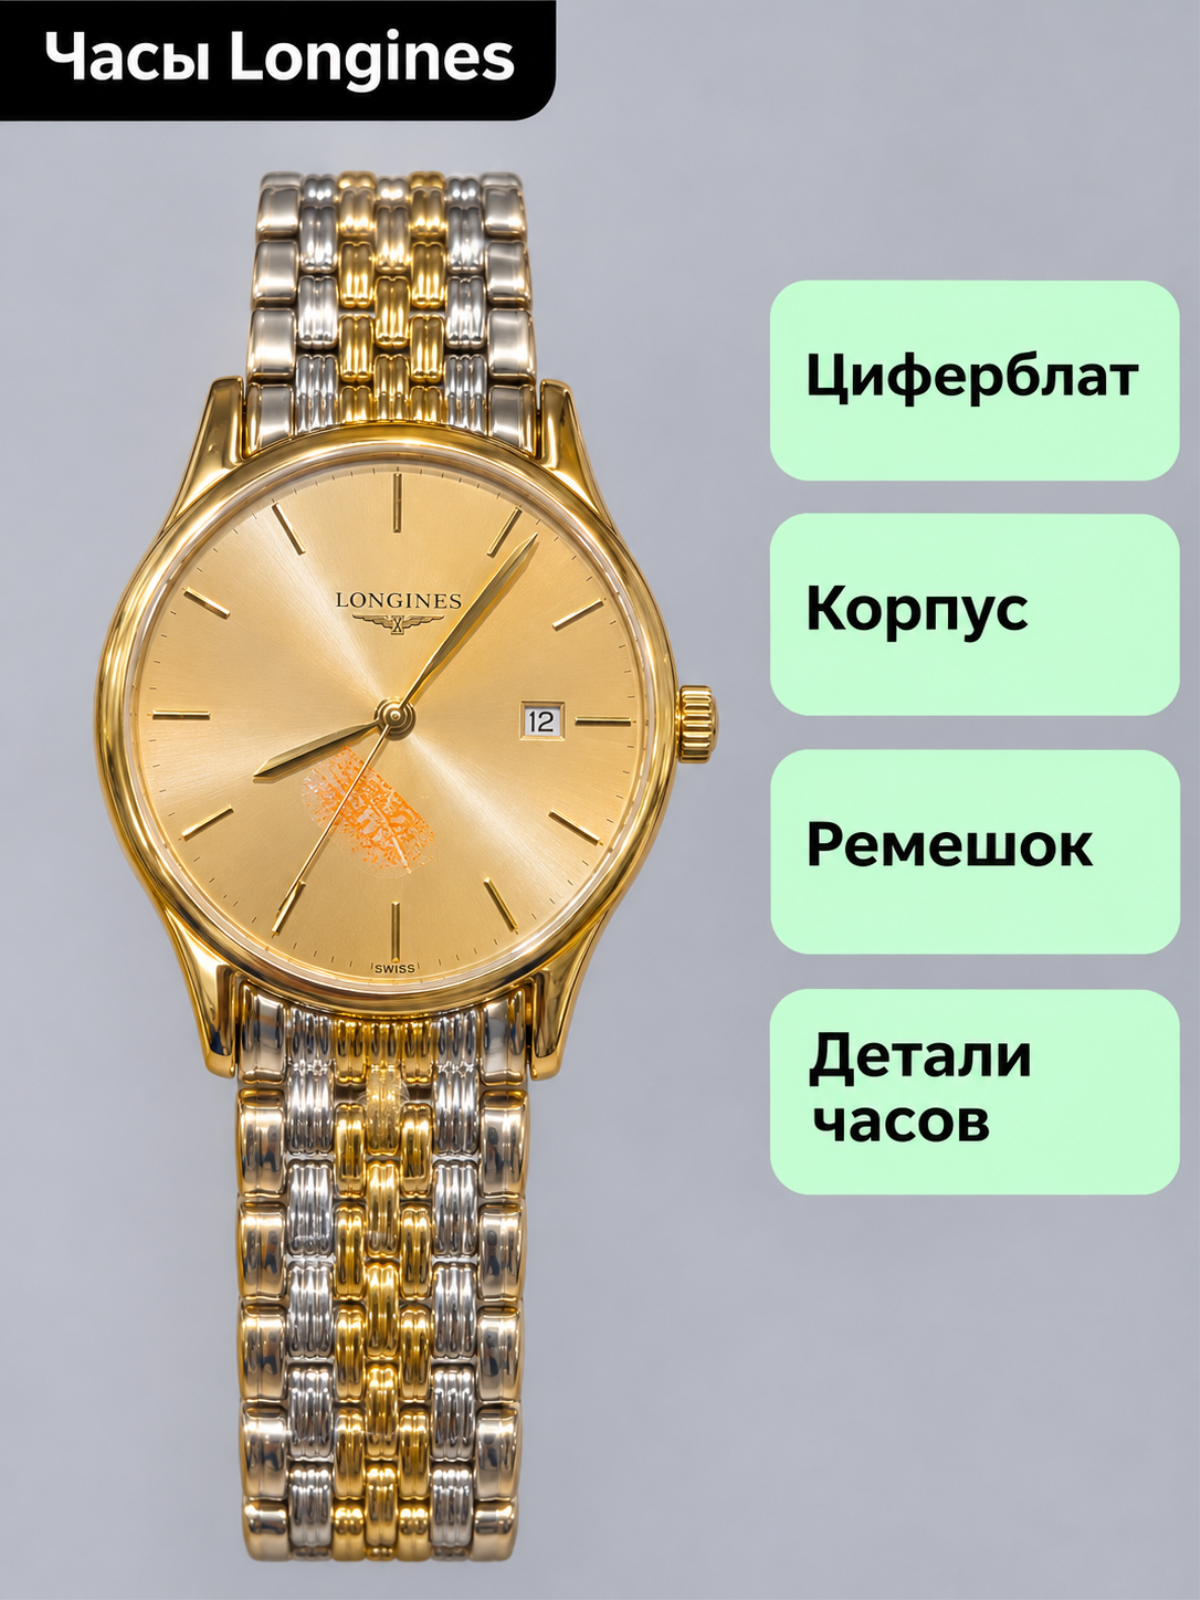 Часы Longines
Циферблат
LONGINES
12
SWISS
Корпус
Ремешок
Детали
часов